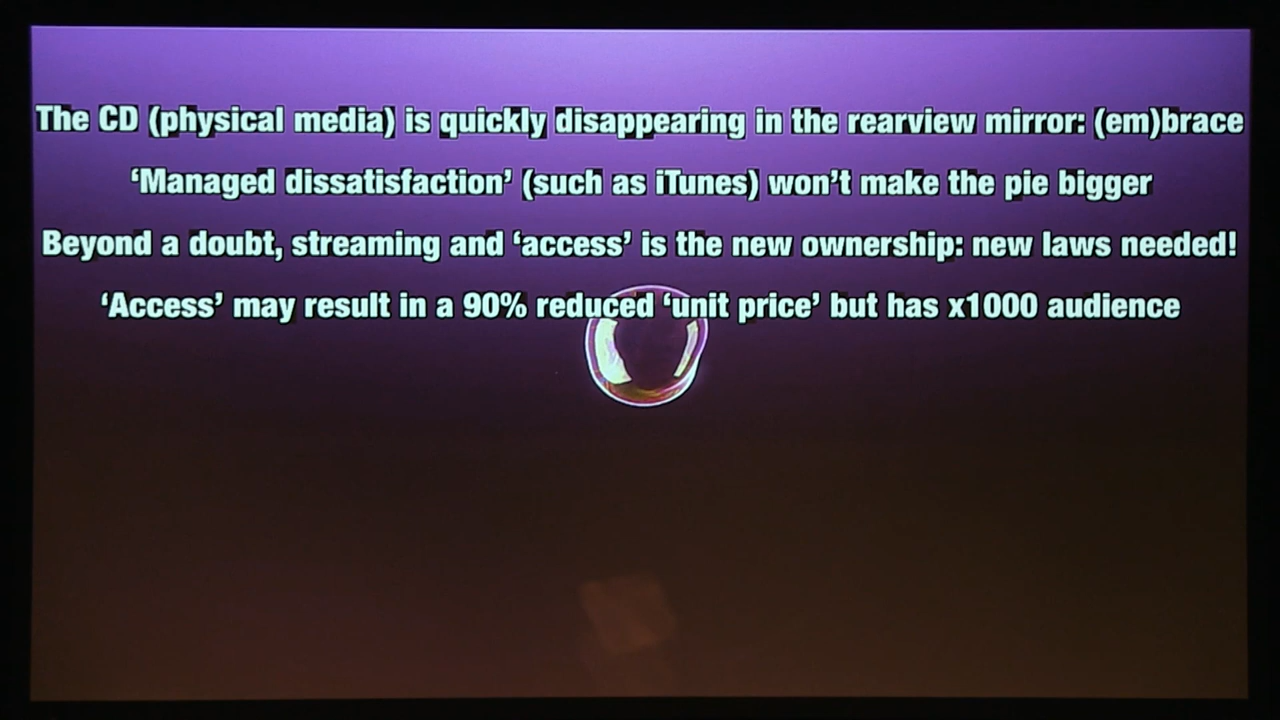 The CD (physical media) is quickly disappearing in the rearview mirror: (em)brace
‘Managed dissatisfaction’ (such as iTunes) won’t make the pie bigger
Beyond a doubt, streaming and ‘access’ is the new ownership: new laws needed!
‘Access’ may result in a 90% reduced ‘unit price’ but has x1000 audience